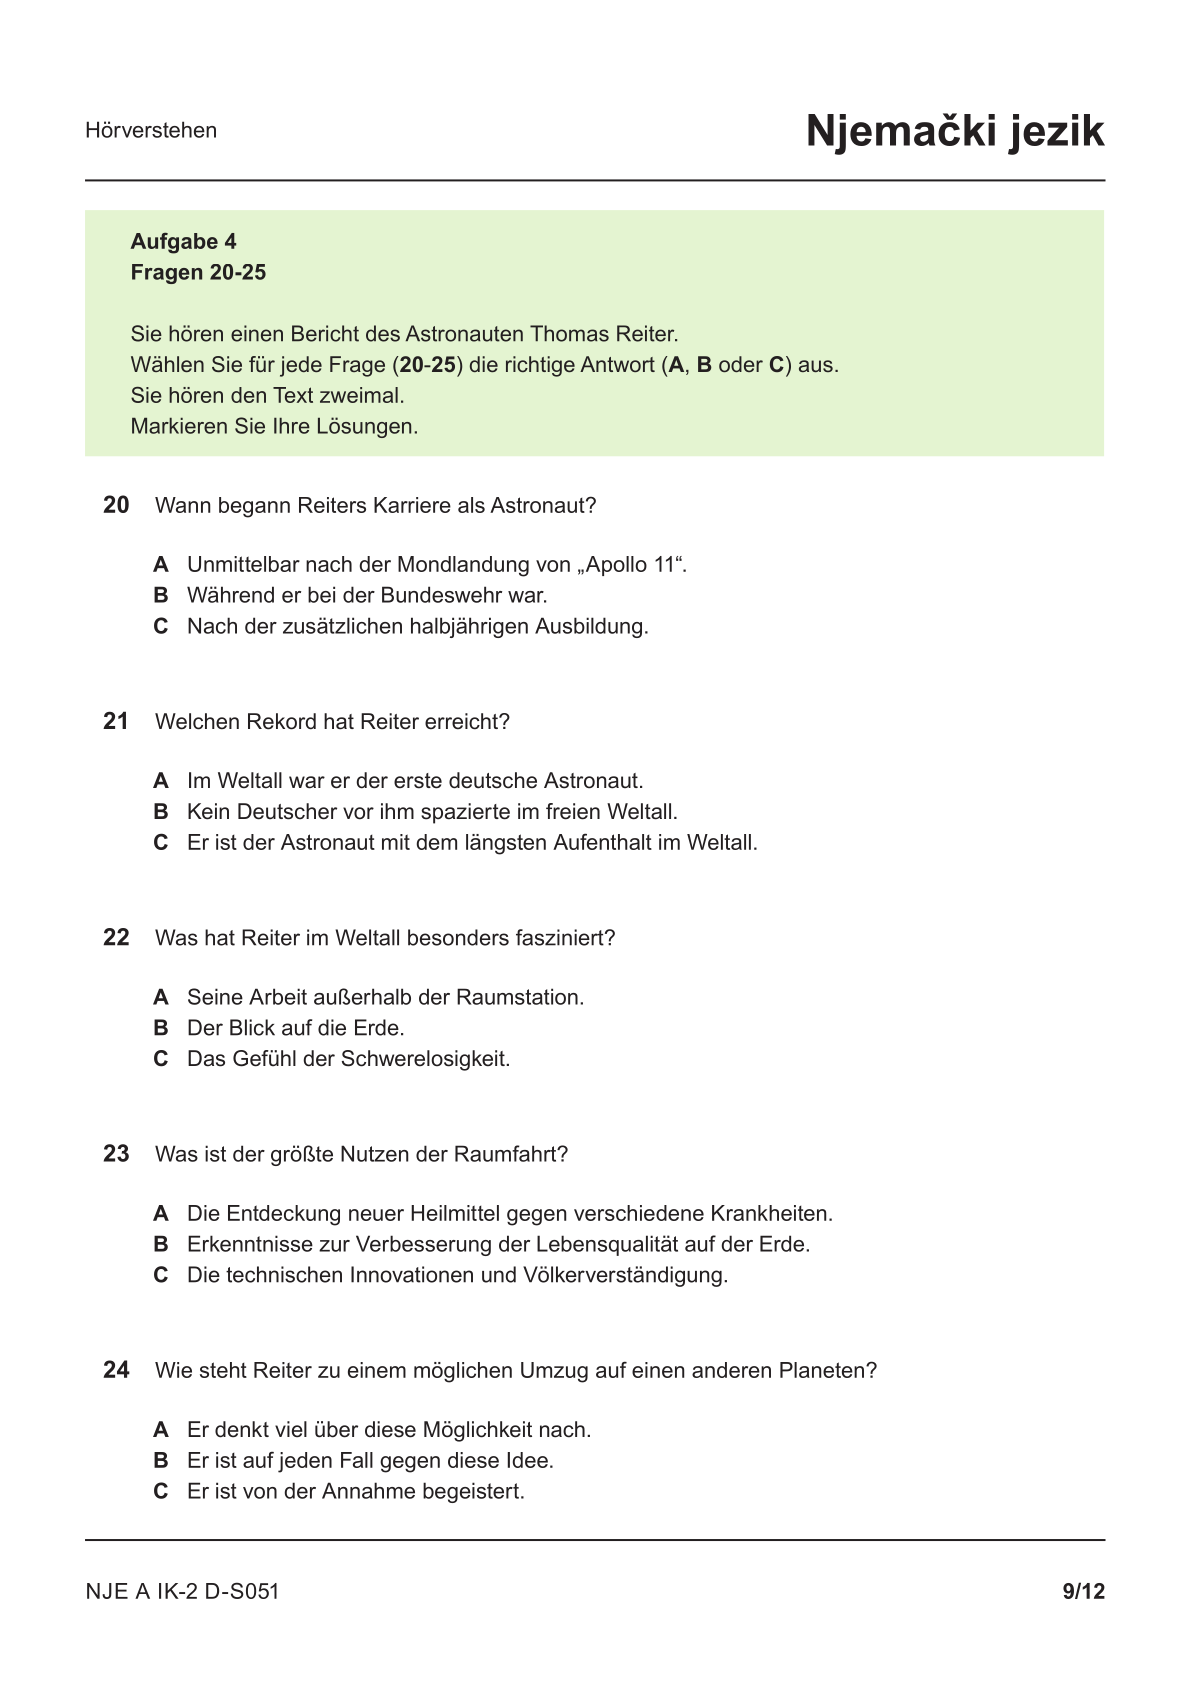 Hörverstehen
Njemački jezik
Aufgabe 4
Fragen 20-25
Sie hören einen Bericht des Astronauten Thomas Reiter.
Wählen Sie für jede Frage (20-25) die richtige Antwort (A, B oder C) aus.
Sie hören den Text zweimal.
Markieren Sie Ihre Lösungen.
20 Wann begann Reiters Karriere als Astronaut?
A Unmittelbar nach der Mondlandung von „Apollo 11“.
B Während er bei der Bundeswehr war.
C Nach der zusätzlichen halbjährigen Ausbildung.
21 Welchen Rekord hat Reiter erreicht?
A Im Weltall war er der erste deutsche Astronaut.
B Kein Deutscher vor ihm spazierte im freien Weltall.
C Er ist der Astronaut mit dem längsten Aufenthalt im Weltall.
22 Was hat Reiter im Weltall besonders fasziniert?
A Seine Arbeit außerhalb der Raumstation.
B Der Blick auf die Erde.
C Das Gefühl der Schwerelosigkeit.
23 Was ist der größte Nutzen der Raumfahrt?
A Die Entdeckung neuer Heilmittel gegen verschiedene Krankheiten.
B Erkenntnisse zur Verbesserung der Lebensqualität auf der Erde.
C Die technischen Innovationen und Völkerverständigung.
24 Wie steht Reiter zu einem möglichen Umzug auf einen anderen Planeten?
A Er denkt viel über diese Möglichkeit nach.
B Er ist auf jeden Fall gegen diese Idee.
C Er ist von der Annahme begeistert.
NJE A IK-2 D-S051
9/12